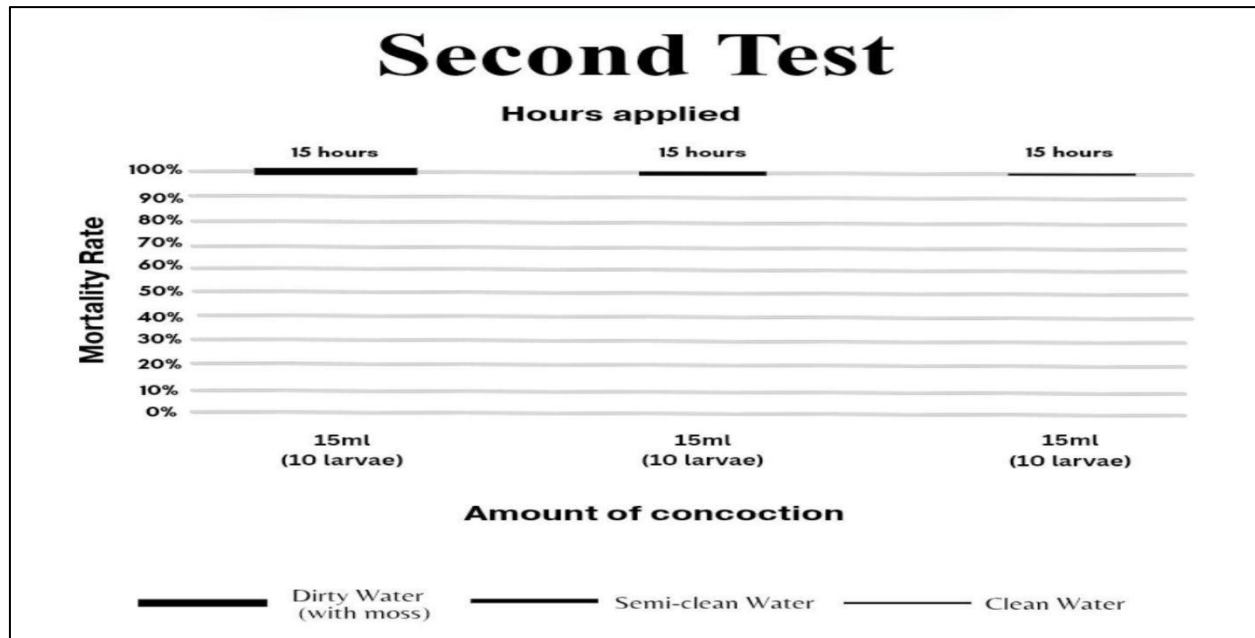 Second Test
Hours applied
15 hours 15 hours 15 hours
100%
90%
80%
70%
60%
50%
40%
30%
20%
10%
0%
Mortality Rate
15ml 15ml 15ml
(10 larvae) (10 larvae) (10 larvae)
Amount of concoction
Dirty Water
(with moss)
Semi-clean Water
Clean Water